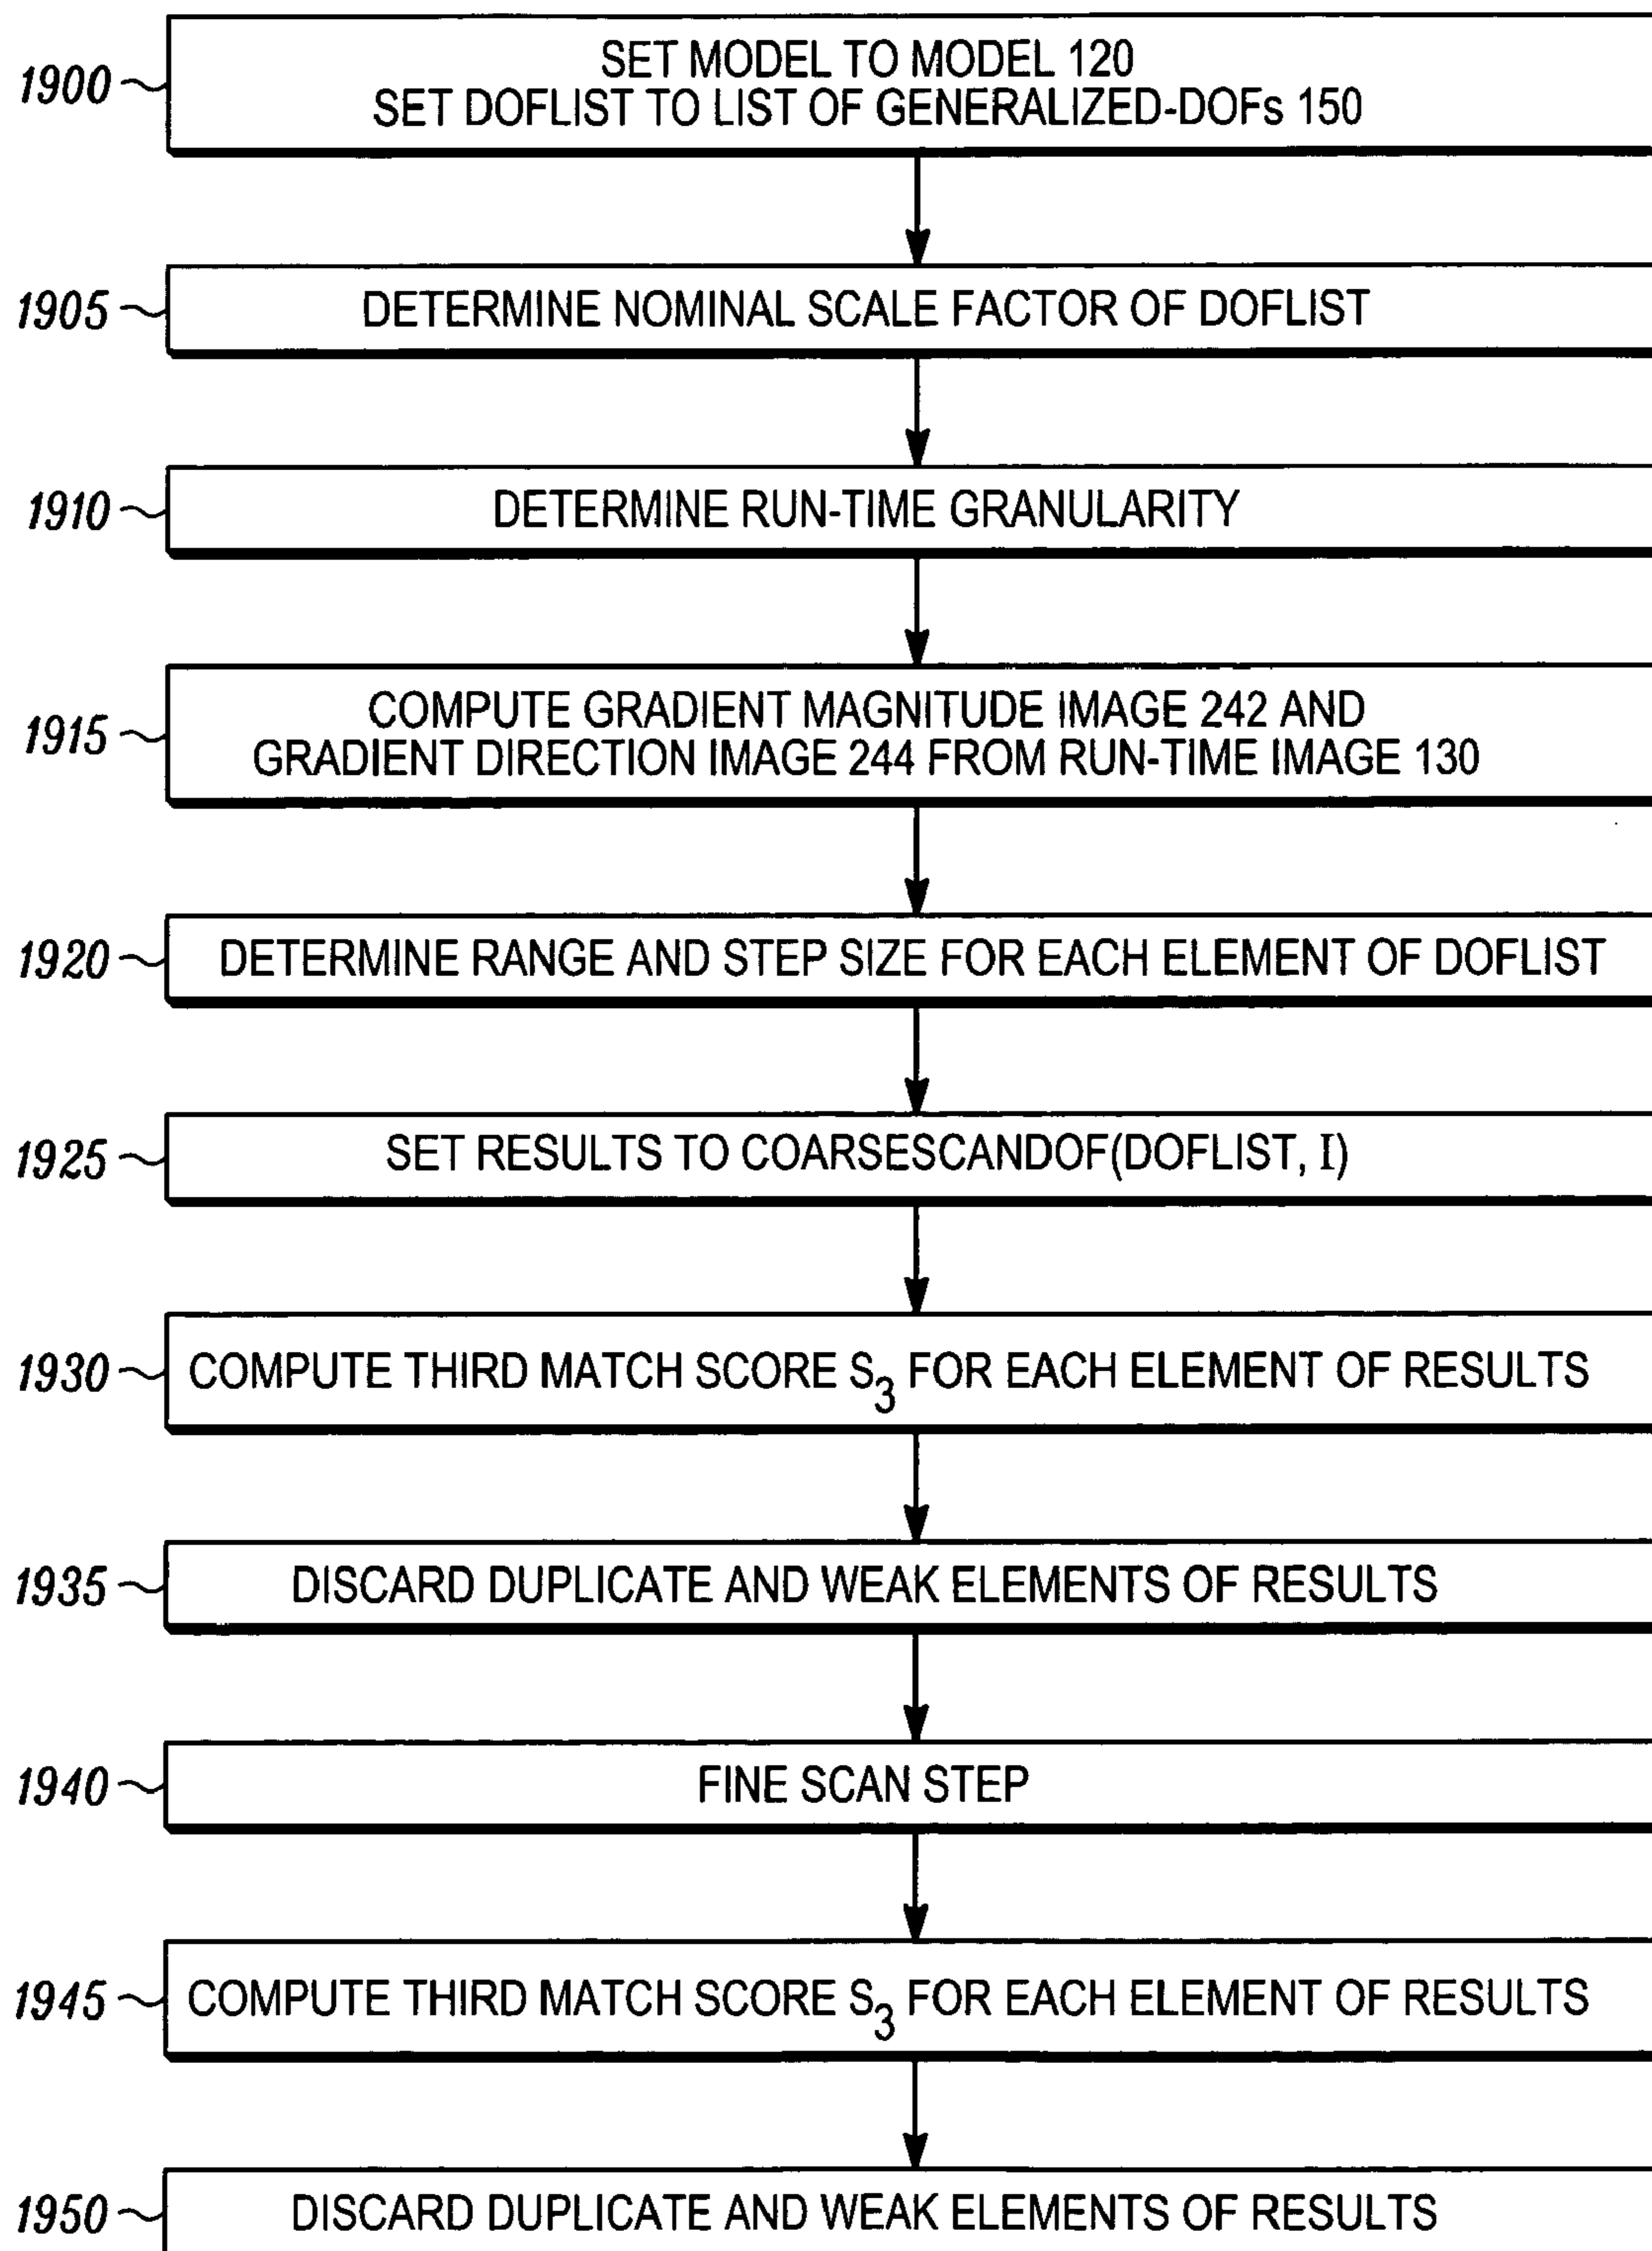 1900
SET MODEL TO MODEL 120
SET DOFLIST TO LIST OF GENERALIZED-DOFs 150
1905
DETERMINE NOMINAL SCALE FACTOR OF DOFLIST
1910
DETERMINE RUN-TIME GRANULARITY
1915
COMPUTE GRADIENT MAGNITUDE IMAGE 242 AND
GRADIENT DIRECTION IMAGE 244 FROM RUN-TIME IMAGE 130
1920
DETERMINE RANGE AND STEP SIZE FOR EACH ELEMENT OF DOFLIST
1925
SET RESULTS TO COARSESCANDOF(DOFLIST, I)
1930
COMPUTE THIRD MATCH SCORE S3 FOR EACH ELEMENT OF RESULTS
1935
DISCARD DUPLICATE AND WEAK ELEMENTS OF RESULTS
1940
FINE SCAN STEP
1945
COMPUTE THIRD MATCH SCORE S3 FOR EACH ELEMENT OF RESULTS
1950
DISCARD DUPLICATE AND WEAK ELEMENTS OF RESULTS